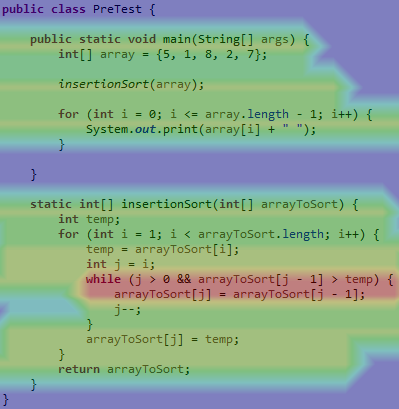 public class PreTest {
public static void main(String[] args) {
int[] array = {5, 1, 8, 2, 7};
insertionSort(array);
for (int i = 0; i <= array.length - 1; i++) {
System.out.print(array[i] + " ");
}
}
static int[] insertionSort(int[] arrayToSort) {
int temp;
for (int i = 1; i < arrayToSort.length; i++) {
temp = arrayToSort[i];
int j = i;
while (j > 0 && arrayToSort[j - 1] > temp) {
arrayToSort[j] = arrayToSort[j - 1];
j--;
}
arrayToSort[j] = temp;
}
return arrayToSort;
}
}